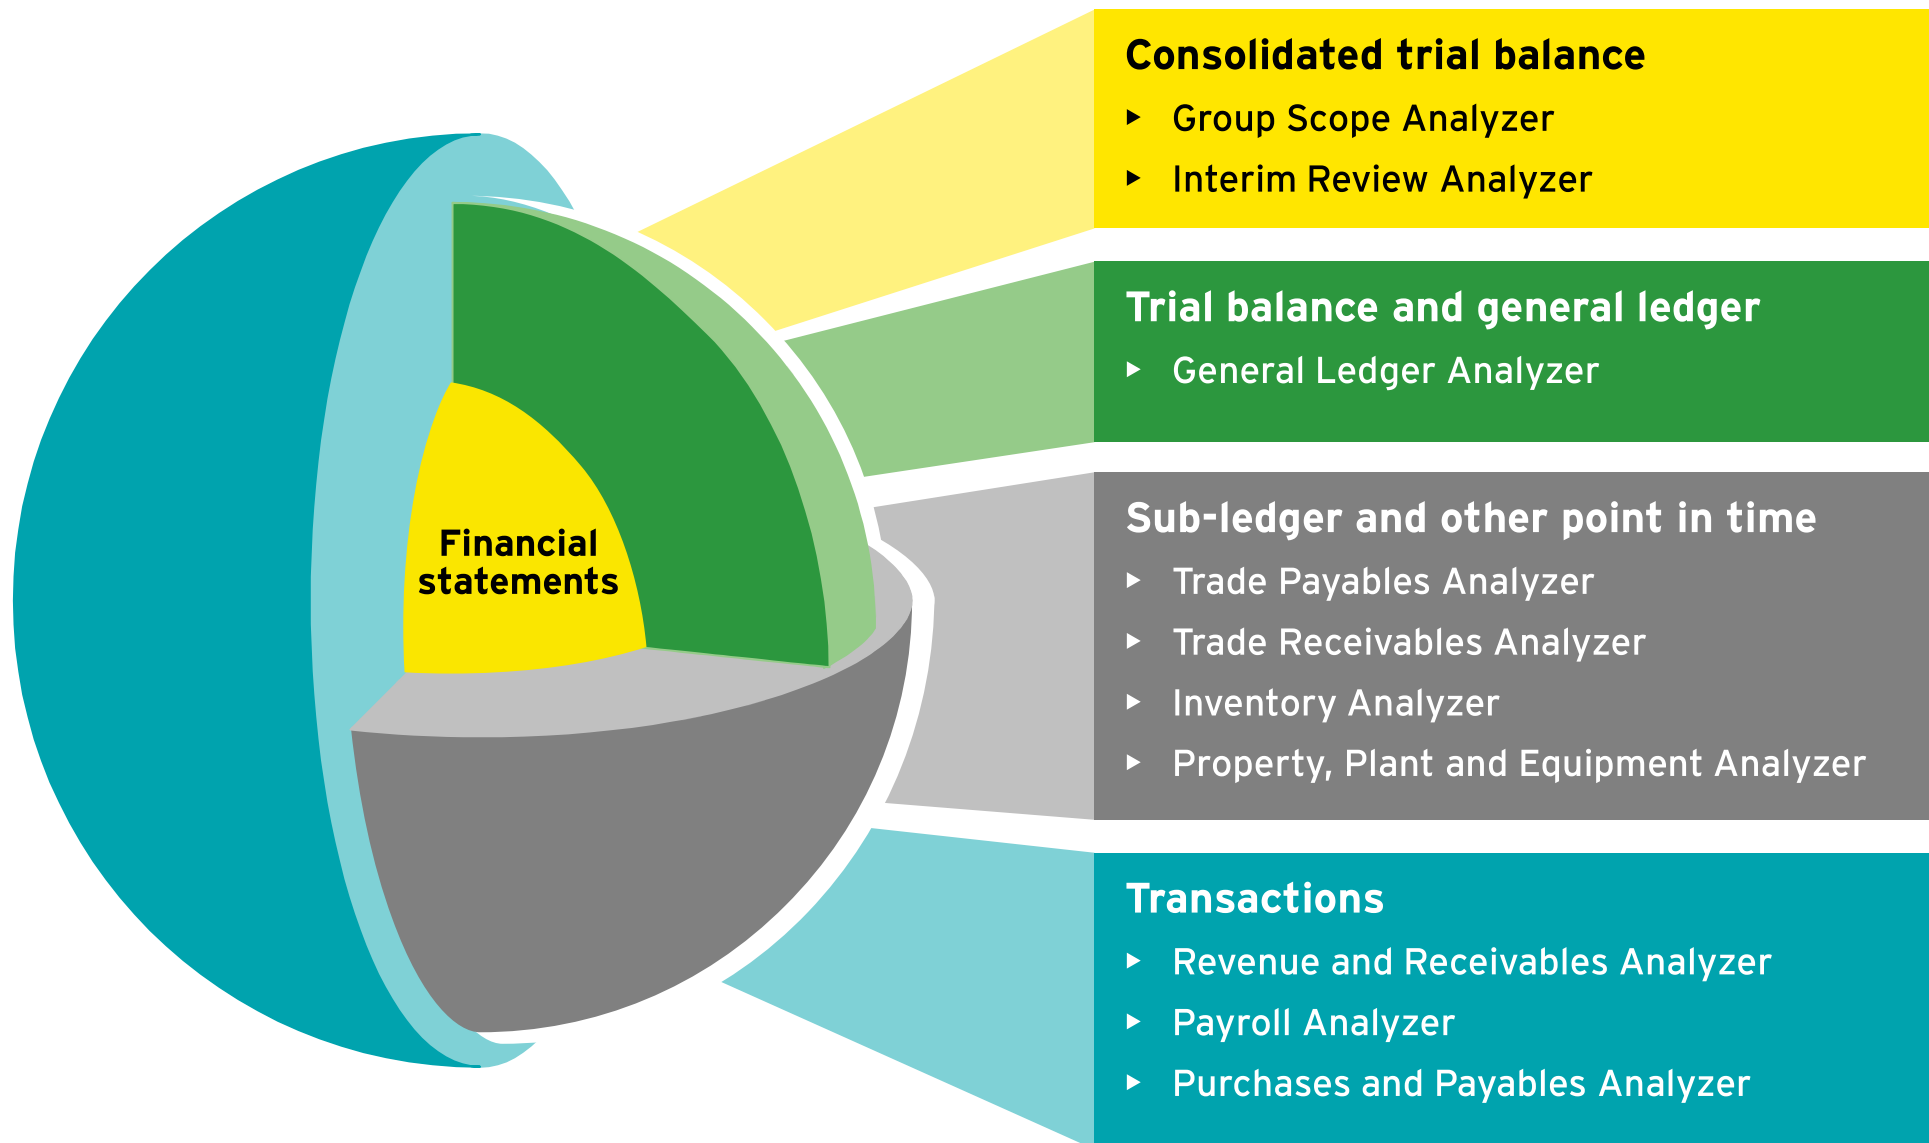 Consolidated trial balance
Group Scope Analyzer
Interim Review Analyzer
Trial balance and general ledger
General Ledger Analyzer
Financial
statements
Sub-ledger and other point in time
Trade Payables Analyzer
Trade Receivables Analyzer
Inventory Analyzer
Property, Plant and Equipment Analyzer
Transactions
Revenue and Receivables Analyzer
Payroll Analyzer
Purchases and Payables Analyzer